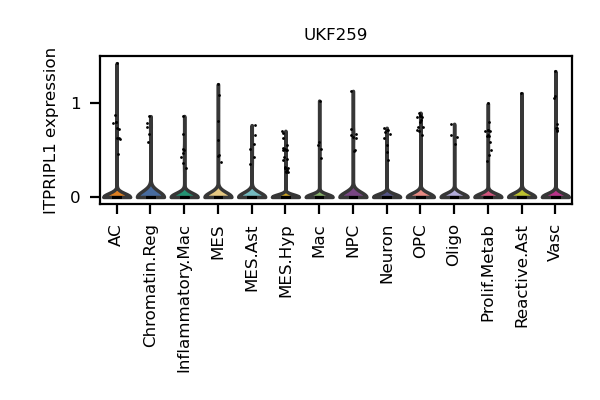 UKF259
ITPRIPL1 expression
1
0
AC
Chromatin.Reg
Inflammatory.Mac
MES
MES.Ast
MES.Hyp
Mac
NPC
Neuron
OPC
Oligo
Prolif.Metab
Reactive.Ast
Vasc